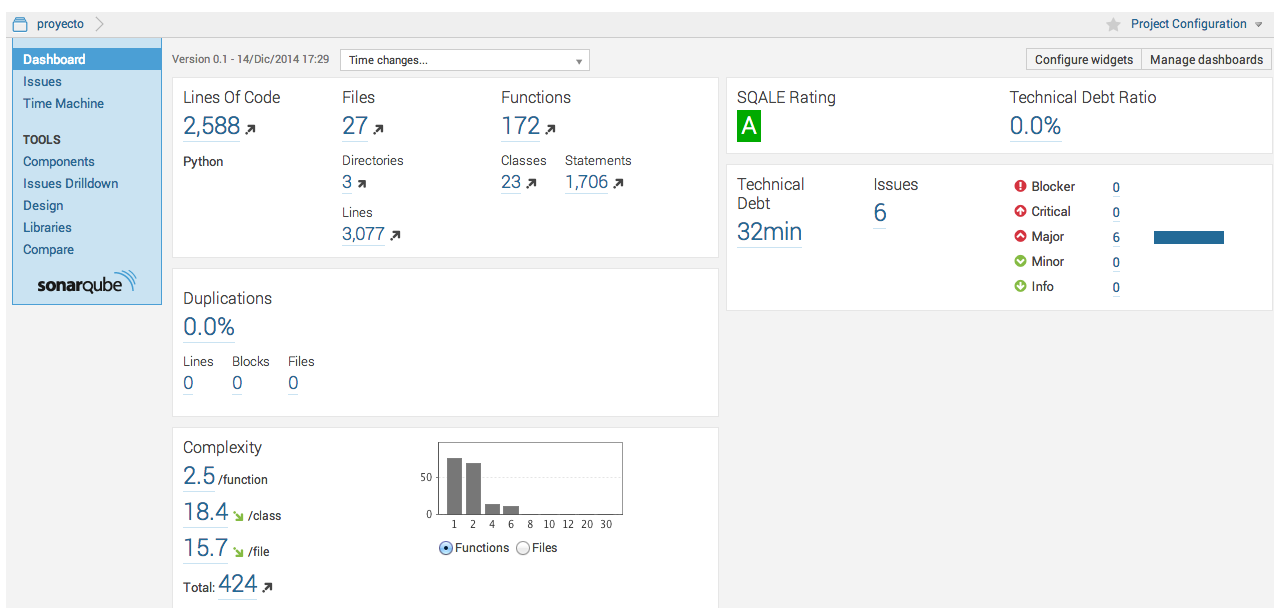 proyecto
Project Configuration
Dashboard
Issues
Time Machine
TOOLS
Components
Issues Drilldown
Design
Libraries
Compare
sonarqube
Version 0.1 - 14/Dic/2014 17:29
Time changes...
Configure widgets
Manage dashboards
Lines Of Code
2,588
Python
Files
27
Directories
3
Lines
3,077
Functions
172
Classes
23
Statements
1,706
Duplications
0.0%
Lines
0
Blocks
0
Files
0
Complexity
2.5 /function
18.4 /class
15.7 /file
Total: 424
50
0
1 2 4 6 8 10 12 20 30
Functions Files
SQALE Rating
A
Technical Debt Ratio
0.0%
Technical
Debt
32min
Issues
6
Blocker 0
Critical 0
Major 6
Minor 0
Info 0